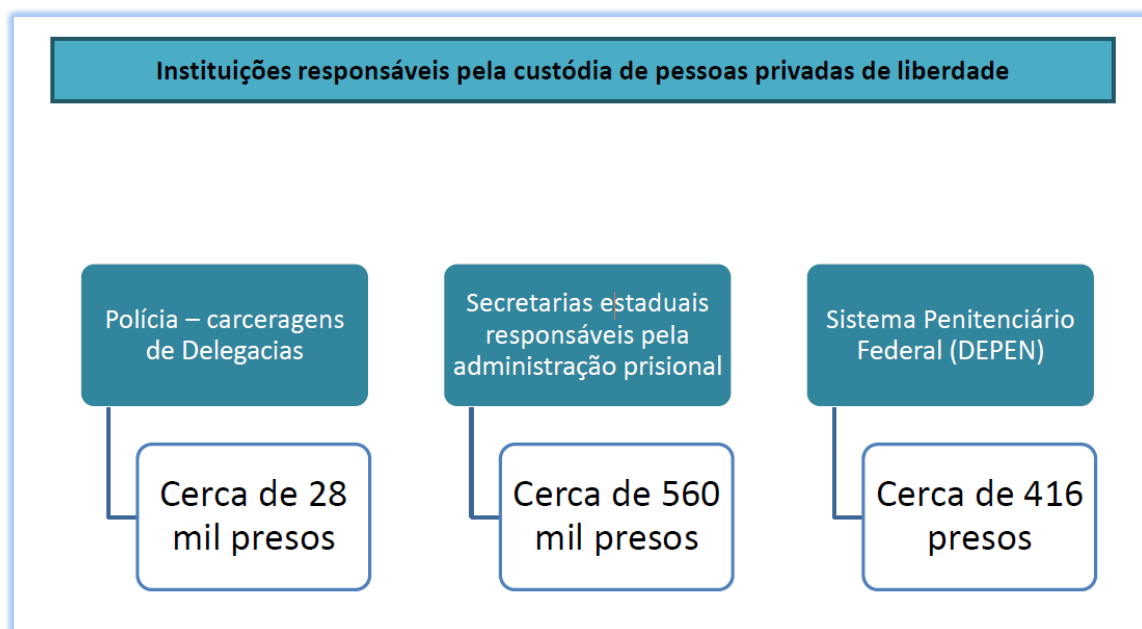 Instituições responsáveis pela custódia de pessoas privadas de liberdade
Polícia – carceragens
de Delegacias
Cerca de 28
mil presos
Secretarias estaduais
responsáveis pela
administração prisional
Cerca de 560
mil presos
Sistema Penitenciário
Federal (DEPEN)
Cerca de 416
presos